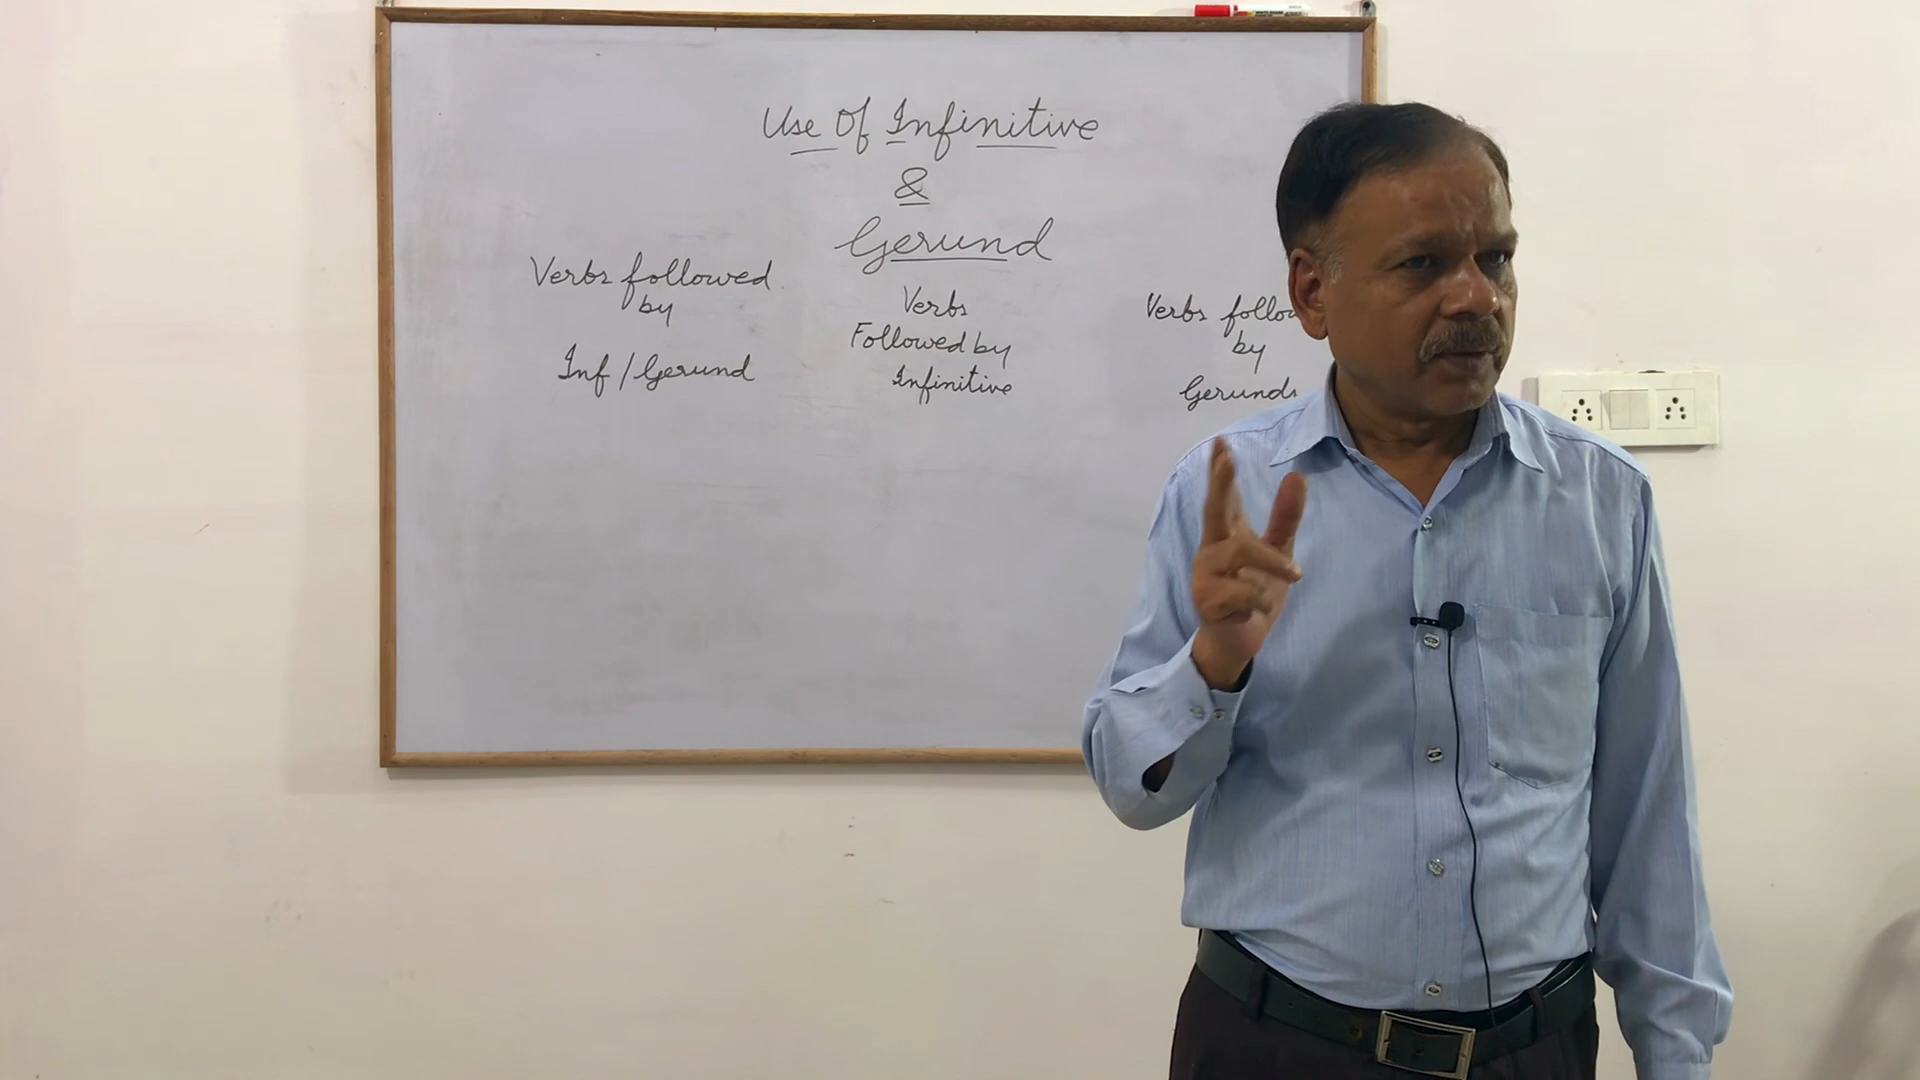 Use Of Infinitive
&
Gerund
Verbs followed
by
Inf / Gerund
Verbs
Followed by
Infinitive
Verbs follow
by
Gerunds